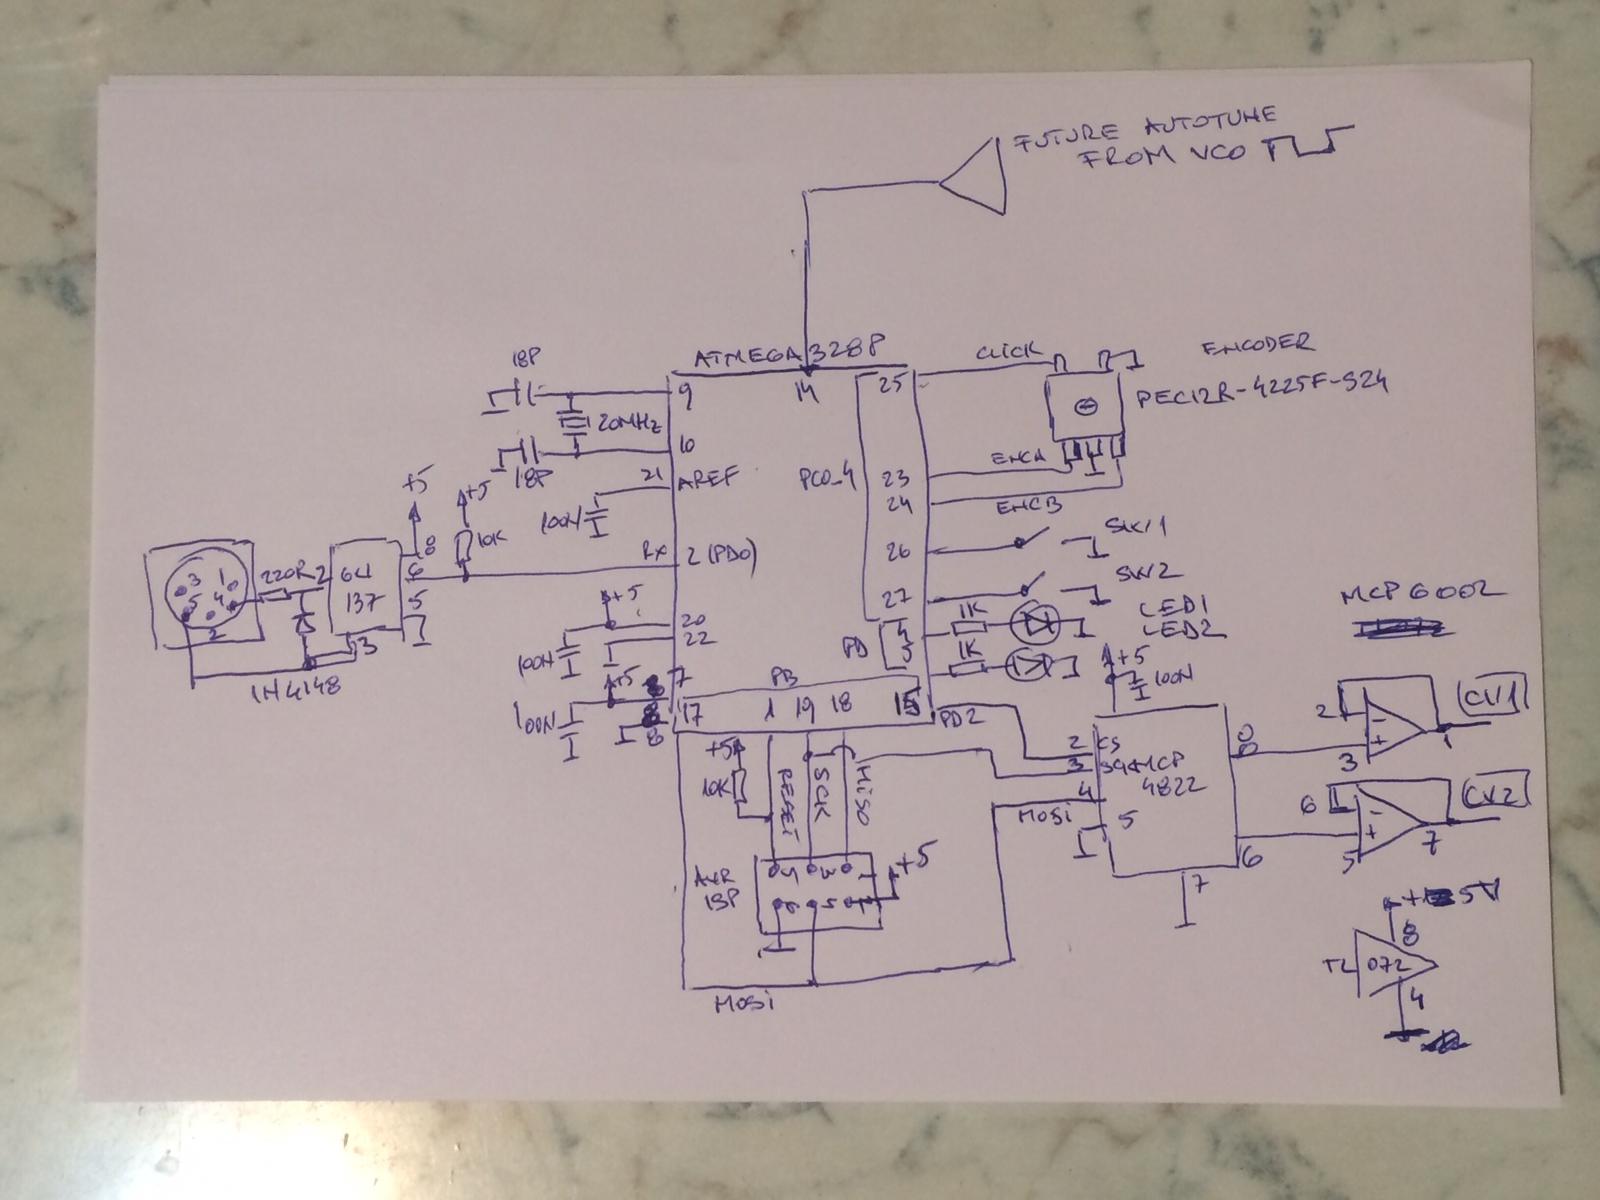 FUTURE AUTOTUNE
FROM VCO
ATMEGA 328P
14
18P
9
20MHz
10
18P
21 AREF
100N
+5
+5
10K
RX 2 (PD0)
3 1
5 4
2
220R 2
6N
137
8
6
5
3
1N4148
+5
20
22
100N
7
+5
17
100N
8
PC0_4
25
23
24
26
27
CLICK
ENCODER
PEC12R-4225F-S24
ENCA
ENCB
SW1
SW2
1K
LED1
LED2
1K
PD
PB
1 19 18 15
PD2
+5
10K
RESET
SCK
MISO
AVR
ISP
5 3 1
6
+5
MOSI
MOSI
+5
100N
2 CS
3 SCK
4
5
MCP
4822
8
6
7
MCP6002
2
3
1
CV1
6
5
7
CV2
+5V
8
TL 072
4